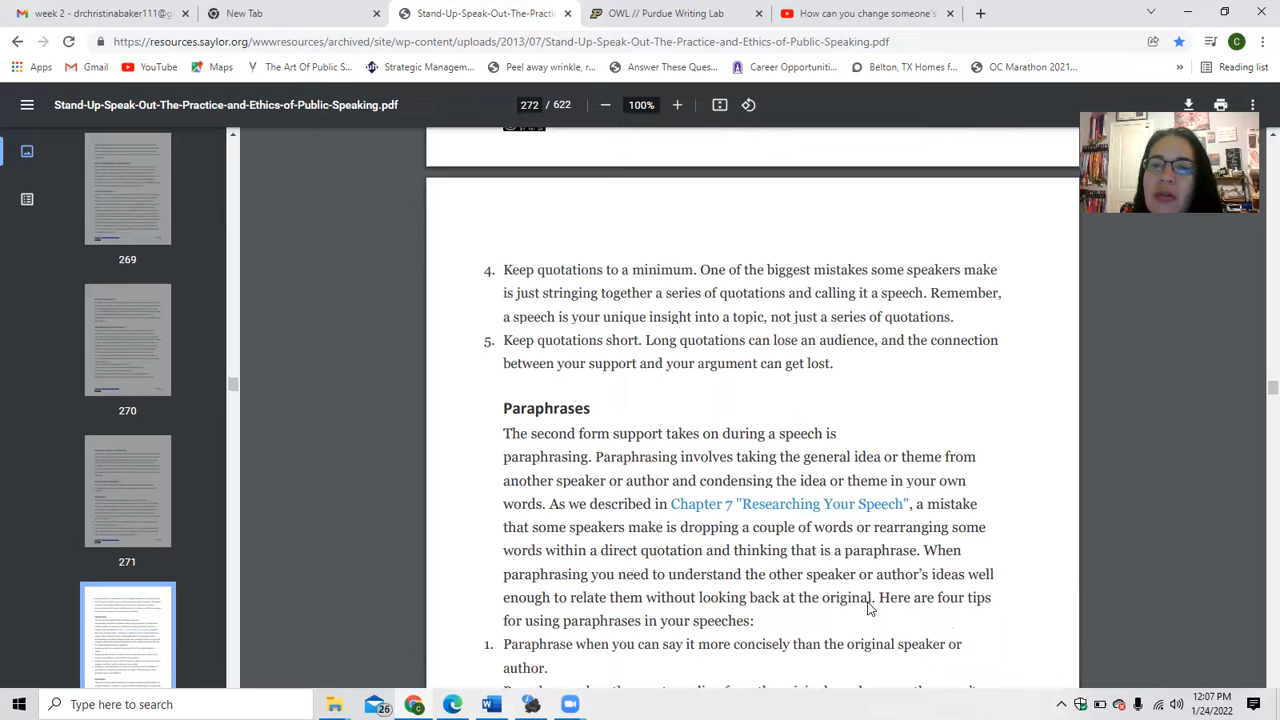 week 2 - drchristinabaker111@g
New Tab
Stand-Up-Speak-Out-The-Practi
OWL // Purdue Writing Lab
How can you change someone's
https://resources.saylor.org/wwwresources/archived/site/wp-content/uploads/2013/07/Stand-Up-Speak-Out-The-Practice-and-Ethics-of-Public-Speaking.pdf
C
Apps
Gmail
YouTube
Maps
The Art Of Public S...
Strategic Managem...
Peel away wrinkle, r...
Answer These Ques...
Career Opportuniti...
Belton, TX Homes f...
OC Marathon 2021...
Reading list
Stand-Up-Speak-Out-The-Practice-and-Ethics-of-Public-Speaking.pdf
272 / 622
100%
269
270
271
4. Keep quotations to a minimum. One of the biggest mistakes some speakers make
is just stringing together a series of quotations and calling it a speech. Remember,
a speech is your unique insight into a topic, not just a series of quotations.
5. Keep quotations short. Long quotations can lose an audience, and the connection
between your support and your argument can get lost.
Paraphrases
The second form support takes on during a speech is
paraphrasing. Paraphrasing involves taking the general idea or theme from
another speaker or author and condensing the idea or theme in your own
words. As we described in Chapter 7 "Researching Your Speech", a mistake
that some speakers make is dropping a couple of words or rearranging some
words within a direct quotation and thinking that is a paraphrase. When
paraphrasing you need to understand the other speaker or author's ideas well
enough to relate them without looking back at the original. Here are four tips
for using paraphrases in your speeches:
1. Paraphrase when you can say it more concisely than the original speaker or
author.
Type here to search
26
12:07 PM
1/24/2022